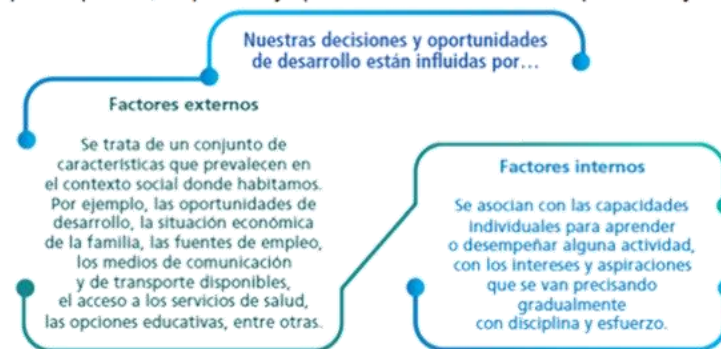 Nuestras decisiones y oportunidades
de desarrollo están influidas por...
Factores externos
Se trata de un conjunto de
características que prevalecen en
el contexto social donde habitamos.
Por ejemplo, las oportunidades de
desarrollo, la situación económica
de la familia, las fuentes de empleo,
los medios de comunicación
y de transporte disponibles,
el acceso a los servicios de salud,
las opciones educativas, entre otras.
Factores internos
Se asocian con las capacidades
individuales para aprender
o desempeñar alguna actividad,
con los intereses y aspiraciones
que se van precisando
gradualmente
con disciplina y esfuerzo.